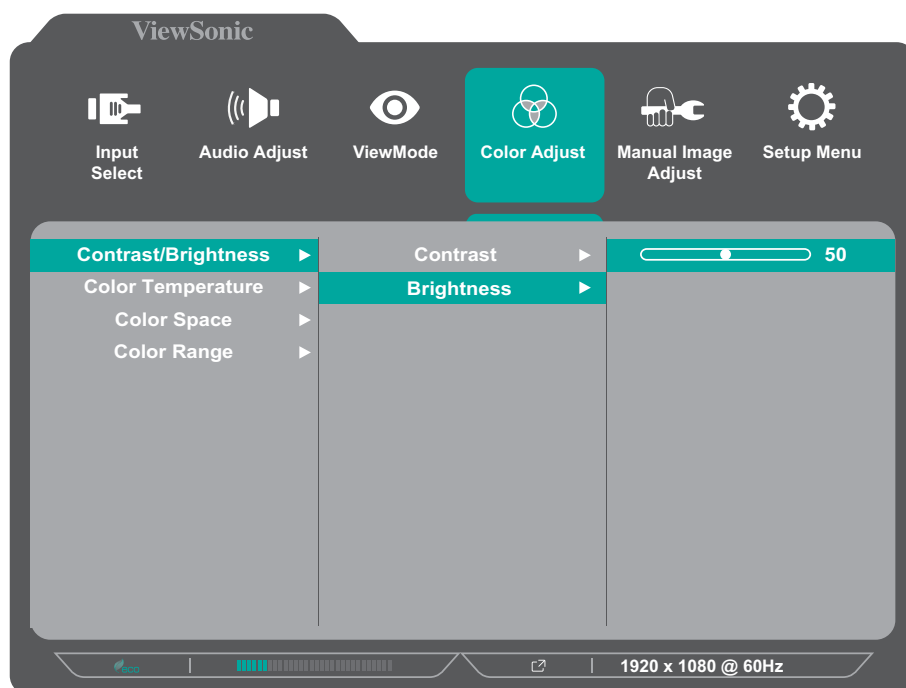 ViewSonic
Input
Select
Audio Adjust
ViewMode
Color Adjust
Manual Image
Adjust
Setup Menu
Contrast/Brightness
Contrast
50
Color Temperature
Brightness
Color Space
Color Range
eco
1920 x 1080 @ 60Hz